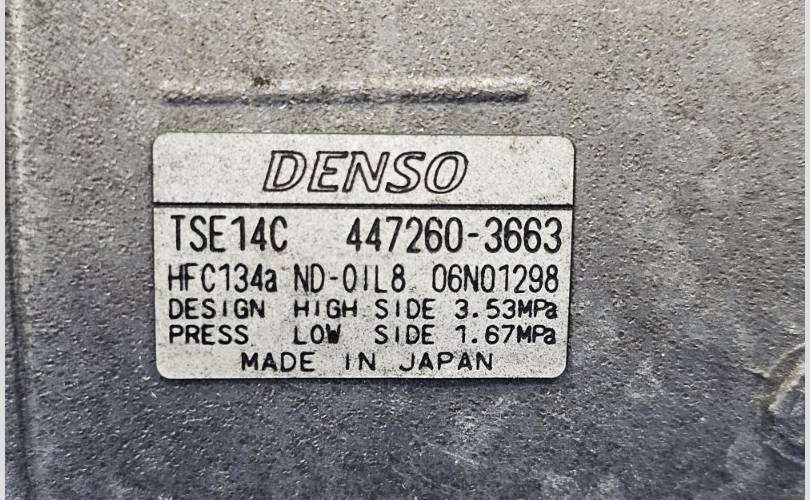 DENSO
TSE14C 447260-3663
HFC134a ND-OIL8 06N01298
DESIGN HIGH SIDE 3.53MPa
PRESS LOW SIDE 1.67MPa
MADE IN JAPAN